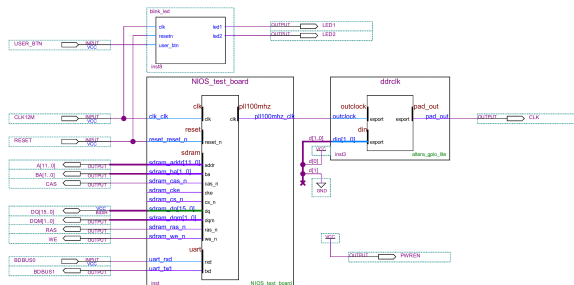 blink_led
clk
led1
OUTPUT
LED1
resetn
led2
OUTPUT
LED2
USER_BTN
INPUT
VCC
user_btn
inst8
NIOS_test_board
ddrclk
clk
pll100mhz
outclock
pad_out
CLK12M
INPUT
VCC
clk_clk
clk
clk
pll100mhz_clk
outclock
export
export
pad_out
OUTPUT
CLK
reset
din
RESET
INPUT
VCC
reset_reset_n
reset_n
d[1..0]
din[1..0]
export
VCC
inst3
altera_gpio_lite
sdram
d[0]
A[11..0]
OUTPUT
sdram_addr[11..0]
addr
d[1]
BA[1..0]
OUTPUT
sdram_ba[1..0]
ba
CAS
OUTPUT
sdram_cas_n
cas_n
GND
sdram_cke
cke
sdram_cs_n
cs_n
DQ[15..0]
VCC
BIDIR
sdram_dq[15..0]
dq
DQM[1..0]
OUTPUT
sdram_dqm[1..0]
dqm
RAS
OUTPUT
sdram_ras_n
ras_n
WE
OUTPUT
sdram_we_n
we_n
VCC
uart
BDBUS0
INPUT
VCC
uart_rxd
rxd
OUTPUT
PWREN
BDBUS1
OUTPUT
uart_txd
txd
inst
NIOS_test_board